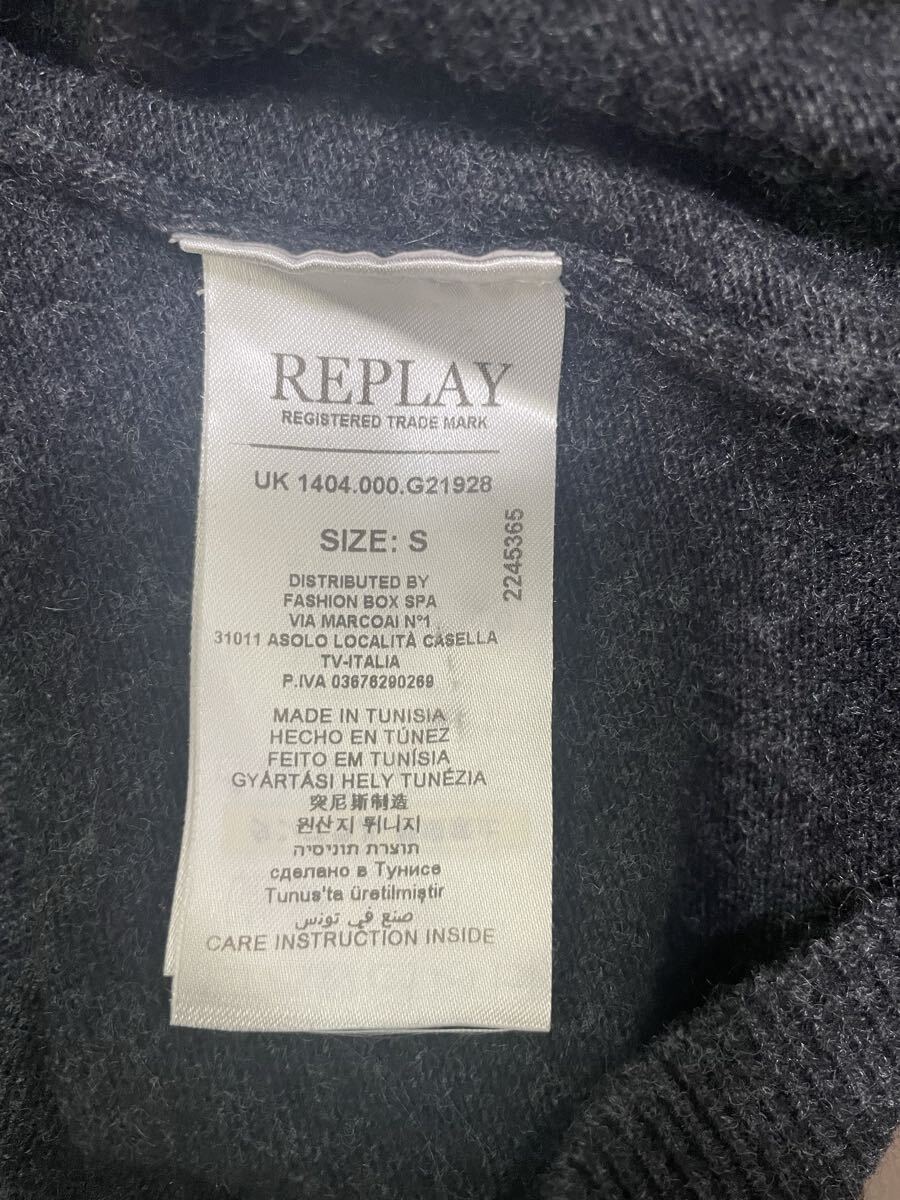 REPLAY
REGISTERED TRADE MARK
UK 1404.000.G21928
SIZE: S
2245365
DISTRIBUTED BY
FASHION BOX SPA
VIA MARCOAI N°1
31011 ASOLO LOCALITÀ CASELLA
TV-ITALIA
P.IVA 03676290269
MADE IN TUNISIA
HECHO EN TÚNEZ
FEITO EM TUNÍSIA
GYÁRTÁSI HELY TUNÉZIA
突尼斯制造
원산지 튀니지
תוצרת תוניסיה
сделано в Тунисе
Tunus'ta üretilmiştir
صنع في تونس
CARE INSTRUCTION INSIDE